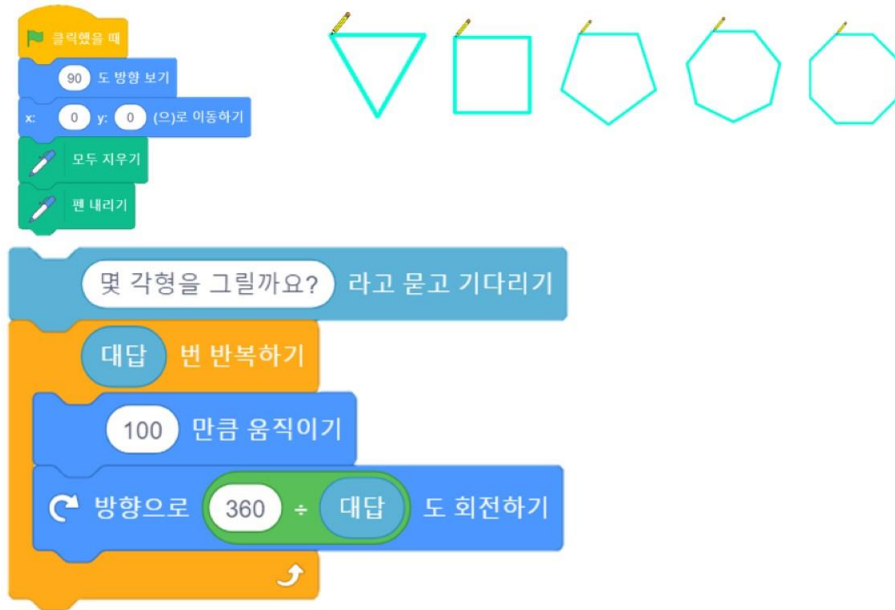 클릭했을 때
90 도 방향 보기
x: 0 y: 0 (으)로 이동하기
모두 지우기
펜 내리기
몇 각형을 그릴까요? 라고 묻고 기다리기
대답 번 반복하기
100 만큼 움직이기
방향으로 360 ÷ 대답 도 회전하기